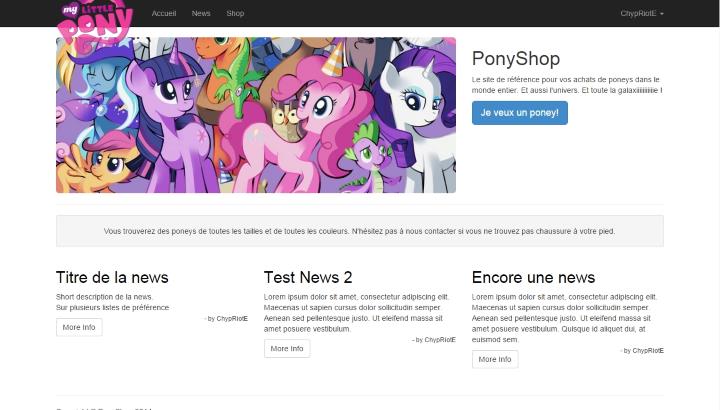 my LITTLE PONY
Accueil News Shop ChypRiotE
PonyShop
Le site de référence pour vos achats de poneys dans le
monde entier. Et aussi l'univers. Et toute la galaxiiiiiiiiiiie !
Je veux un poney!
Vous trouverez des poneys de toutes les tailles et de toutes les couleurs. N'hésitez pas à nous contacter si vous ne trouvez pas chaussure à votre pied.
Titre de la news
Short description de la news.
Sur plusieurs listes de préférence
- by ChypRiotE
More Info
Test News 2
Lorem ipsum dolor sit amet, consectetur adipiscing elit.
Maecenas ut sapien cursus dolor sollicitudin semper.
Aenean sed pellentesque justo. Ut eleifend massa sit
amet posuere vestibulum.
- by ChypRiotE
More Info
Encore une news
Lorem ipsum dolor sit amet, consectetur adipiscing elit.
Maecenas ut sapien cursus dolor sollicitudin semper.
Aenean sed pellentesque justo. Ut eleifend massa sit
amet posuere vestibulum. Quisque id aliquet dui, at
euismod sem.
- by ChypRiotE
More Info